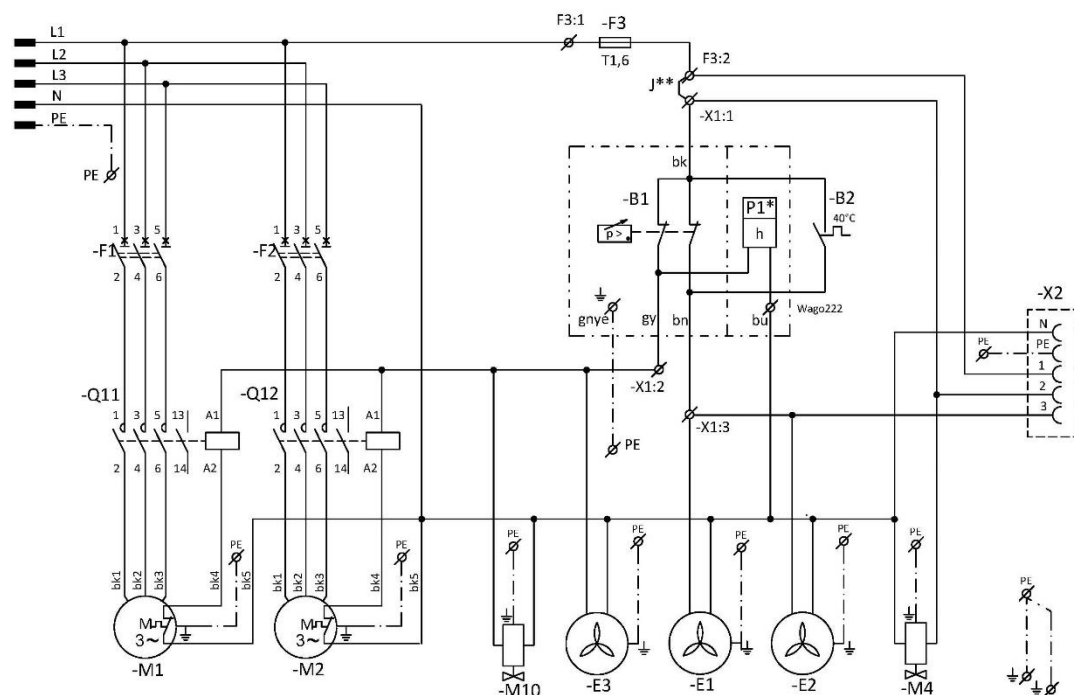 L1
L2
L3
N
PE
PE
F3:1
-F3
T1,6
F3:2
J**
-X1:1
bk
-B1
p >
P1*
h
-B2
40°C
Wago222
gnye
gy
bn
bu
-X1:2
-X1:3
PE
-X2
N
PE
PE
1
2
3
1 3 5
-F1
2 4 6
1 3 5
-F2
2 4 6
-Q11
1 3 5 13 A1
2 4 6 14 A2
-Q12
1 3 5 13 A1
2 4 6 14 A2
bk1 bk2 bk3 bk4 PE bk5
M
3~
-M1
bk1 bk2 bk3 bk4 PE bk5
M
3~
-M2
PE
-M10
PE
-E3
PE
-E1
PE
-E2
PE
-M4
PE